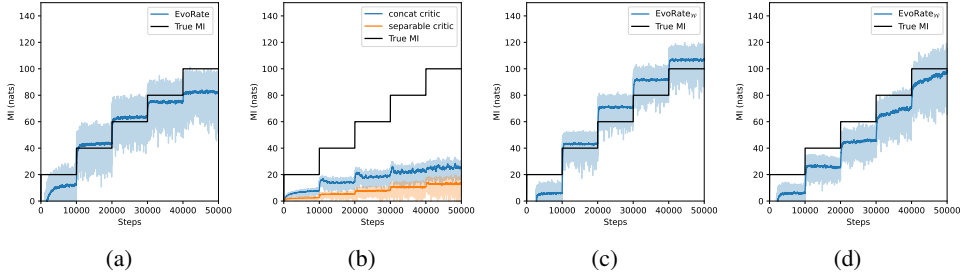 EvoRate
True MI
MI (nats)
140
120
100
80
60
40
20
0
0 10000 20000 30000 40000 50000
Steps
(a)
concat critic
separable critic
True MI
MI (nats)
140
120
100
80
60
40
20
0
0 10000 20000 30000 40000 50000
Steps
(b)
EvoRate𝒲
True MI
MI (nats)
140
120
100
80
60
40
20
0
0 10000 20000 30000 40000 50000
Steps
(c)
EvoRate𝒲
True MI
MI (nats)
140
120
100
80
60
40
20
0
0 10000 20000 30000 40000 50000
Steps
(d)